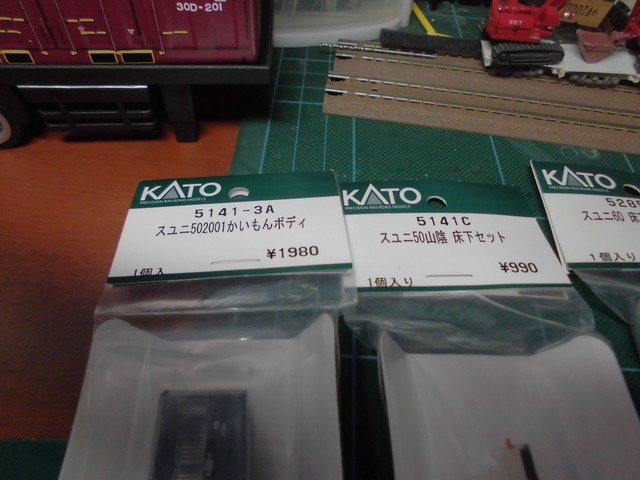 30D-201
KATO
PRECISION RAILROAD MODELS
5141-3A
スユニ502001かいもんボディ
¥1980
1個入
KATO
PRECISION RAILROAD MODELS
5141C
スユニ50山陰 床下セット
¥990
1個入り
KATO
PRECISION RAILROAD MODELS
5285
スユニ60 床
1個入り